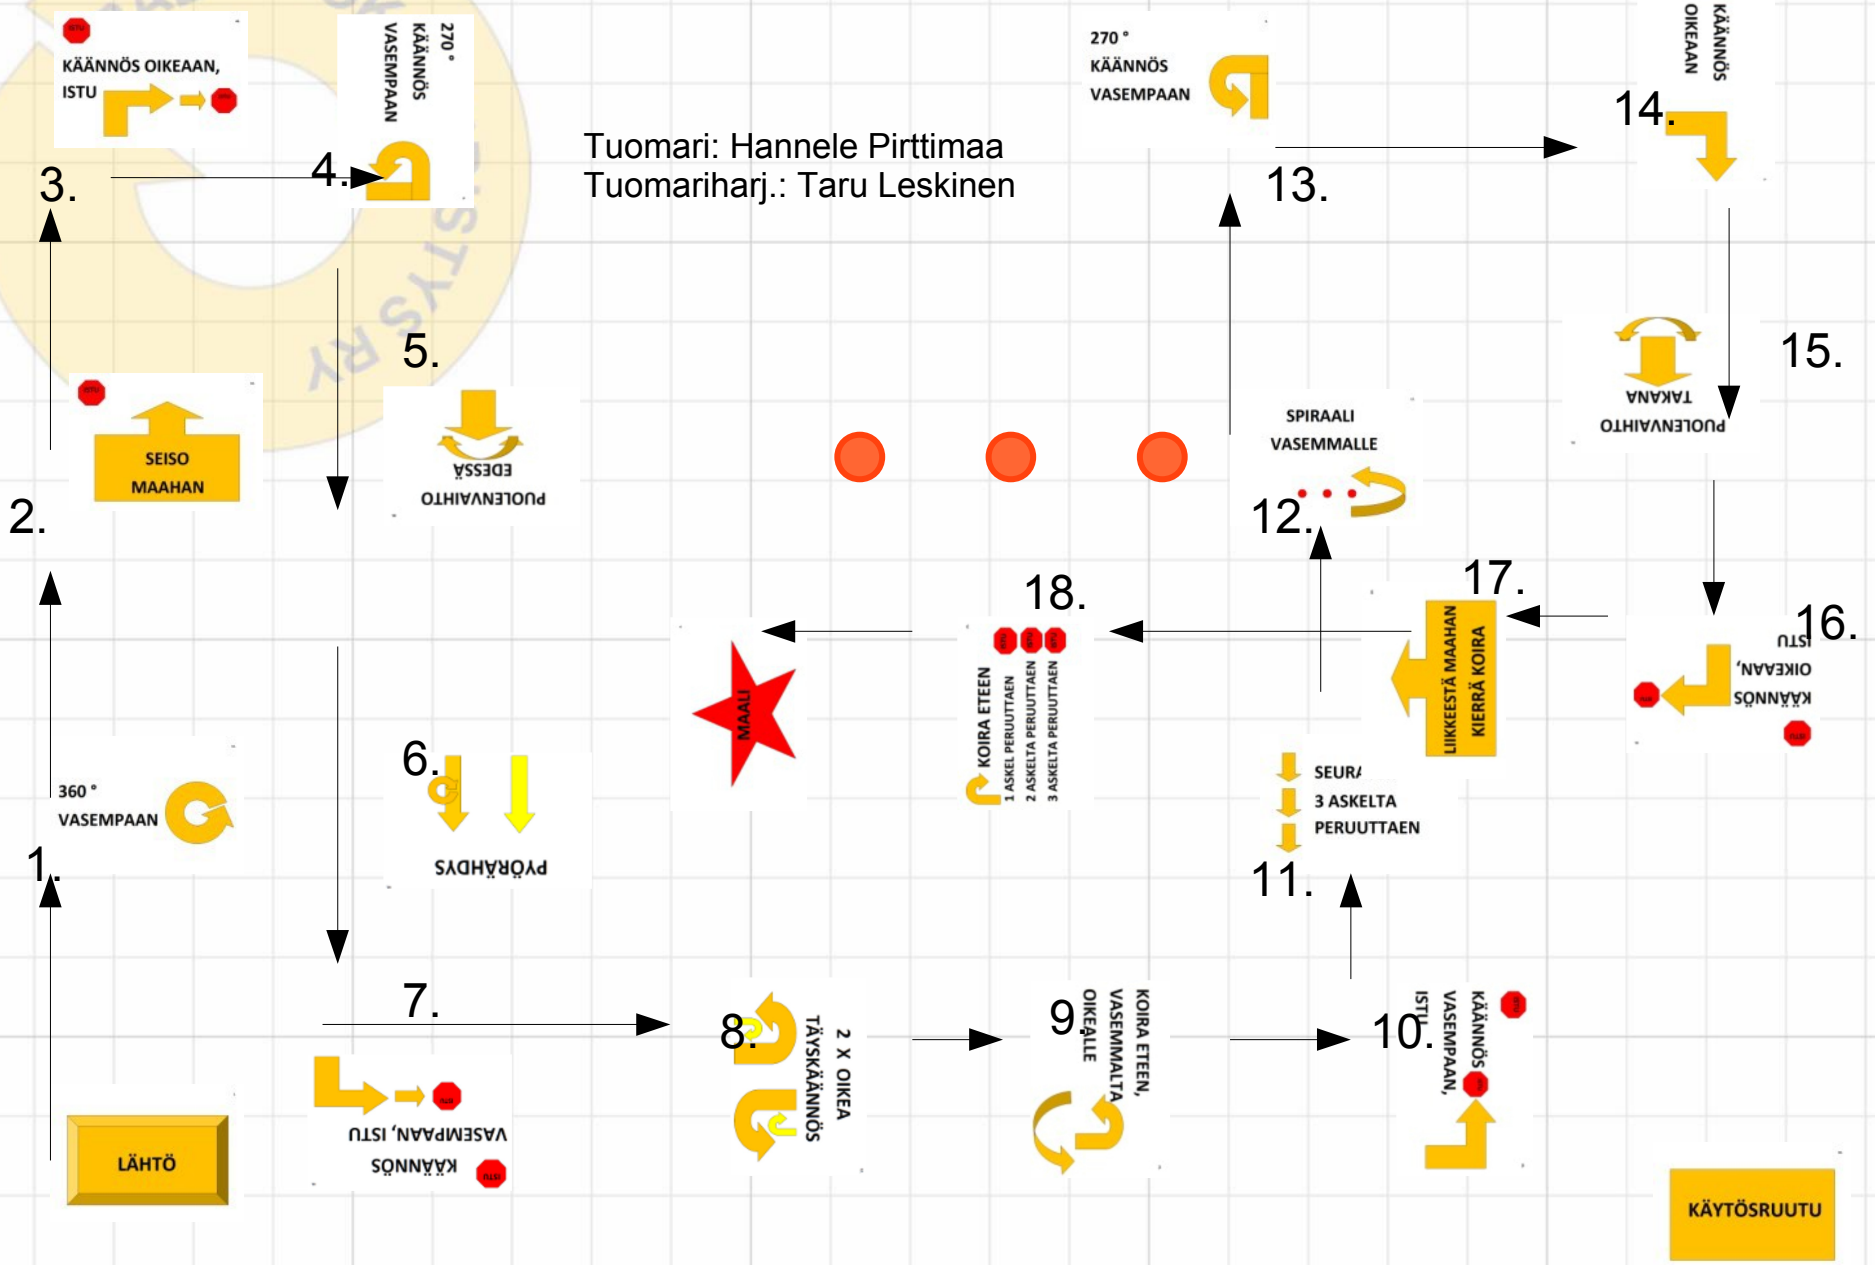 ISTU
KÄÄNNÖS OIKEAAN,
ISTU
3.
270 °
KÄÄNNÖS
VASEMPAAN
4.
Tuomari: Hannele Pirttimaa
Tuomariharj.: Taru Leskinen
270 °
KÄÄNNÖS
VASEMPAAN
13.
KÄÄNNÖS
OIKEAAN
14.
YHDISTYS RY
5.
PUOLENVAIHTO
EDESSÄ
15.
PUOLENVAIHTO
TAKANA
2.
SEISO
MAAHAN
SPIRAALI
VASEMMALLE
12.
17.
LIIKKEESTÄ MAAHAN
KIERRÄ KOIRA
16.
KÄÄNNÖS
OIKEAAN,
ISTU
18.
KOIRA ETEEN
1 ASKEL PERUUTTAEN
2 ASKELTA PERUUTTAEN
3 ASKELTA PERUUTTAEN
MAALI
360 °
VASEMPAAN
1.
6.
PYÖRÄHDYS
SEURA
3 ASKELTA
PERUUTTAEN
11.
7.
KÄÄNNÖS
VASEMPAAN, ISTU
8.
2 X OIKEA
TÄYSKÄÄNNÖS
9.
KOIRA ETEEN,
VASEMMALTA
OIKEALLE
10.
KÄÄNNÖS
VASEMPAAN,
ISTU
LÄHTÖ
KÄYTÖSRUUTU